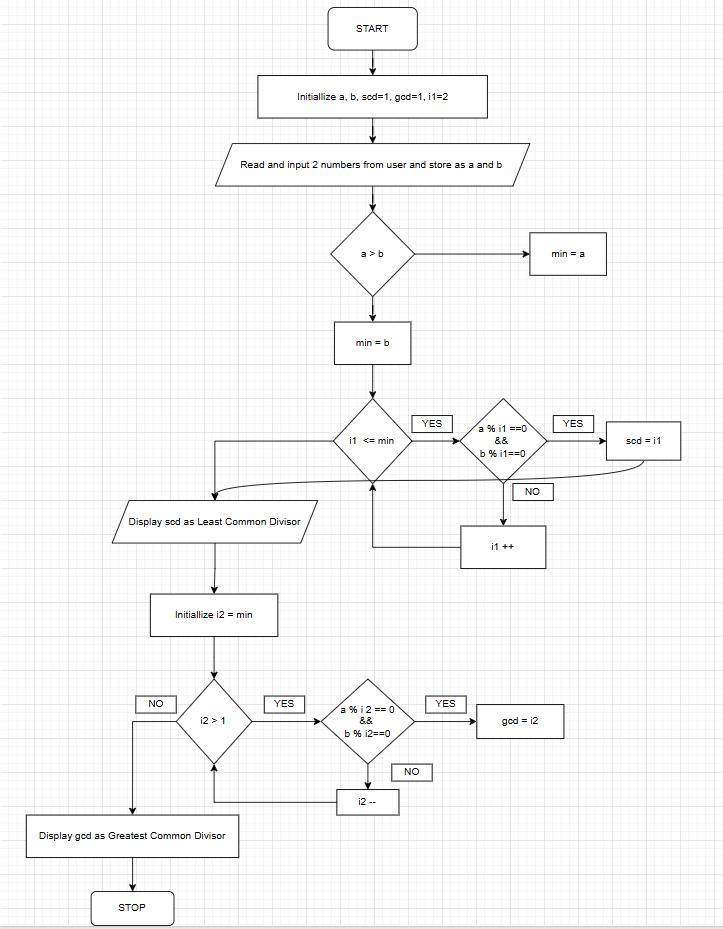 START
Initiallize a, b, scd=1, gcd=1, i1=2
Read and input 2 numbers from user and store as a and b
a > b
min = a
min = b
i1 <= min
YES
a % i1 ==0
&&
b % i1==0
YES
scd = i1
NO
i1 ++
Display scd as Least Common Divisor
Initiallize i2 = min
NO
i2 > 1
YES
a % i 2 == 0
&&
b % i2==0
YES
gcd = i2
NO
i2 --
Display gcd as Greatest Common Divisor
STOP